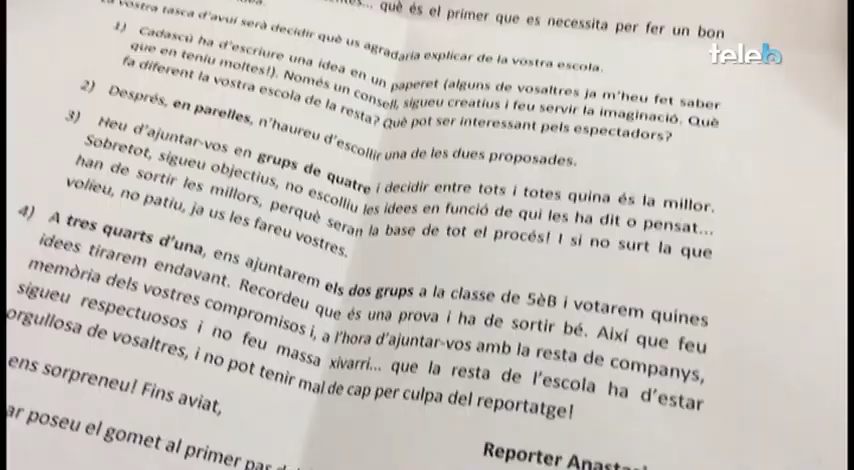 què és el primer que es necessita per fer un bon
vostra tasca d'avui serà decidir què us agradaria explicar de la vostra escola.
teleb
1) Cadascú ha d'escriure una idea en un paperet (alguns de vosaltres ja m'heu fet saber
que en teniu moltes!). Només un consell, sigueu creatius i feu servir la imaginació. Què
fa diferent la vostra escola de la resta? Què pot ser interessant pels espectadors?
2) Després, en parelles, n'haureu d'escollir una de les dues proposades.
3) Heu d'ajuntar-vos en grups de quatre i decidir entre tots i totes quina és la millor.
Sobretot, sigueu objectius, no escolliu les idees en funció de qui les ha dit o pensat...
han de sortir les millors, perquè seran la base de tot el procés! I si no surt la que
volíeu, no patiu, ja us les fareu vostres.
4) A tres quarts d'una, ens ajuntarem els dos grups a la classe de 5èB i votarem quines
idees tirarem endavant. Recordeu que és una prova i ha de sortir bé. Així que feu
memòria dels vostres compromisos i, a l'hora d'ajuntar-vos amb la resta de companys,
sigueu respectuosos i no feu massa xivarri... que la resta de l'escola ha d'estar
orgullosa de vosaltres, i no pot tenir mal de cap per culpa del reportatge!
ens sorpreneu! Fins aviat,
poseu el gomet al primer pas
Reporter